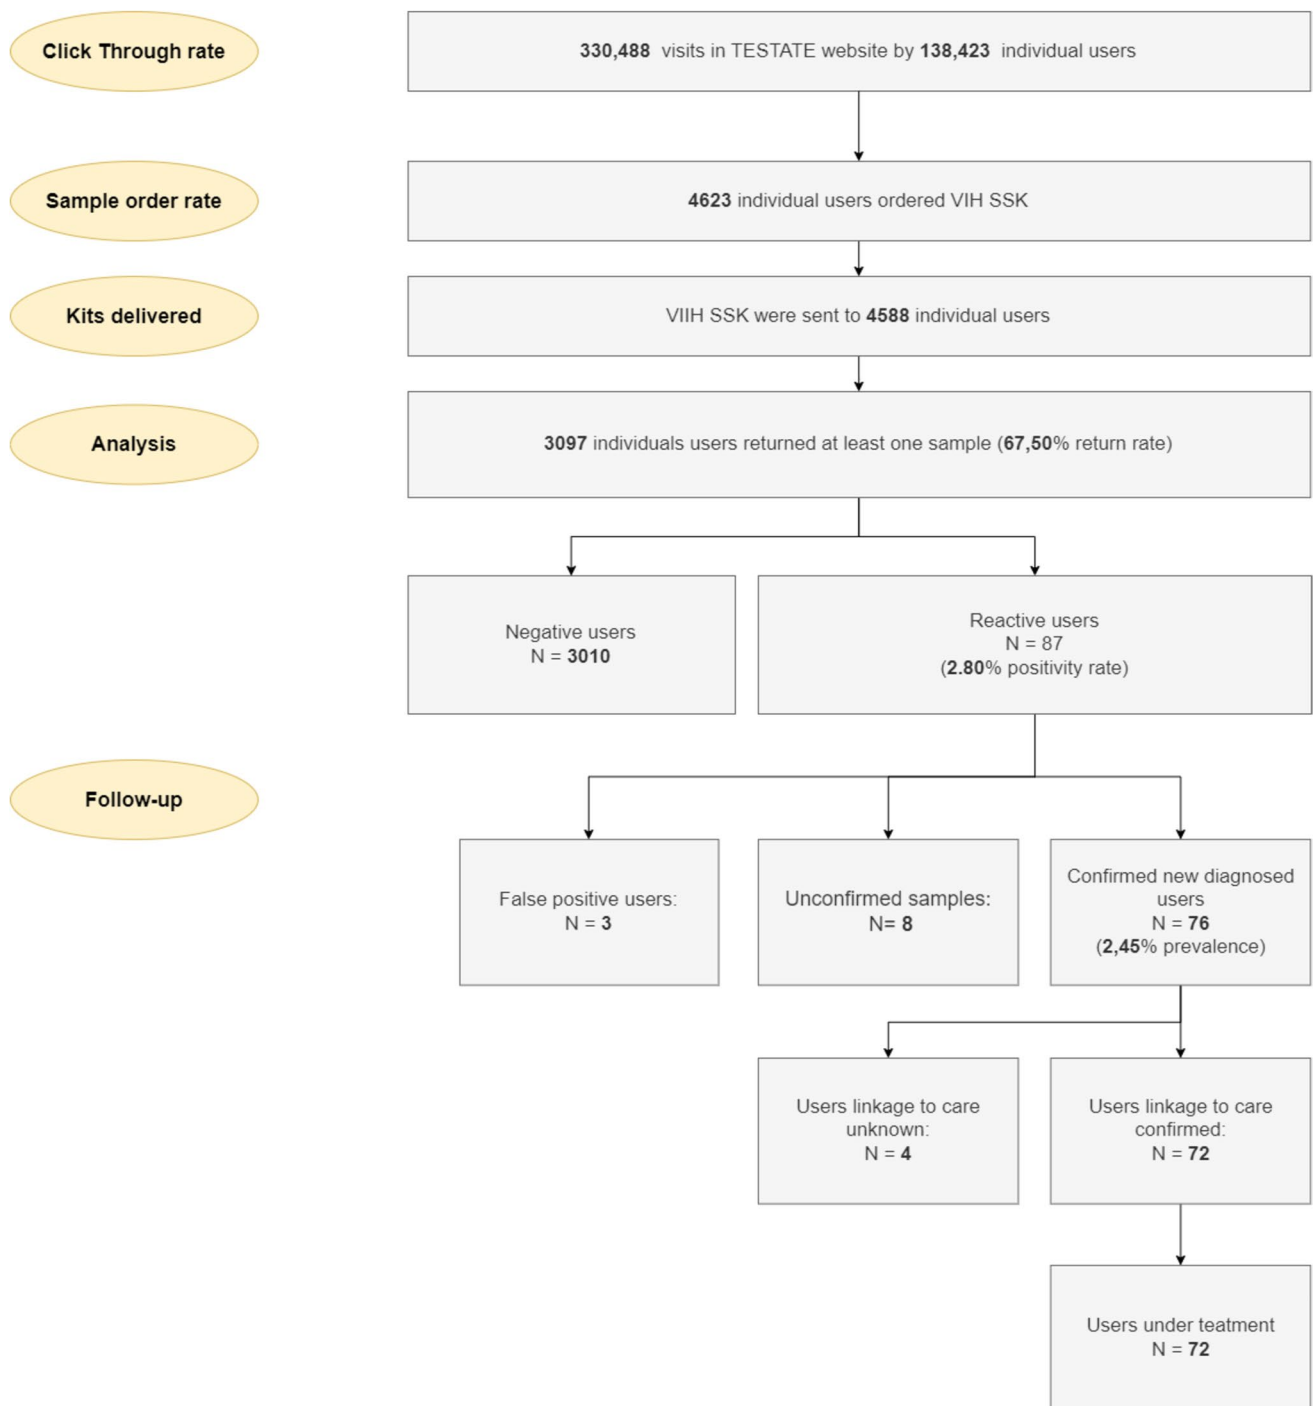 Click Through rate
330,488 visits in TESTATE website by 138,423 individual users
Sample order rate
4623 individual users ordered VIH SSK
Kits delivered
VIIH SSK were sent to 4588 individual users
Analysis
3097 individuals users returned at least one sample (67,50% return rate)
Negative users
N = 3010
Reactive users
N = 87
(2.80% positivity rate)
Follow-up
False positive users:
N = 3
Unconfirmed samples:
N= 8
Confirmed new diagnosed
users
N = 76
(2,45% prevalence)
Users linkage to care
unknown:
N = 4
Users linkage to care
confirmed:
N = 72
Users under teatment
N = 72